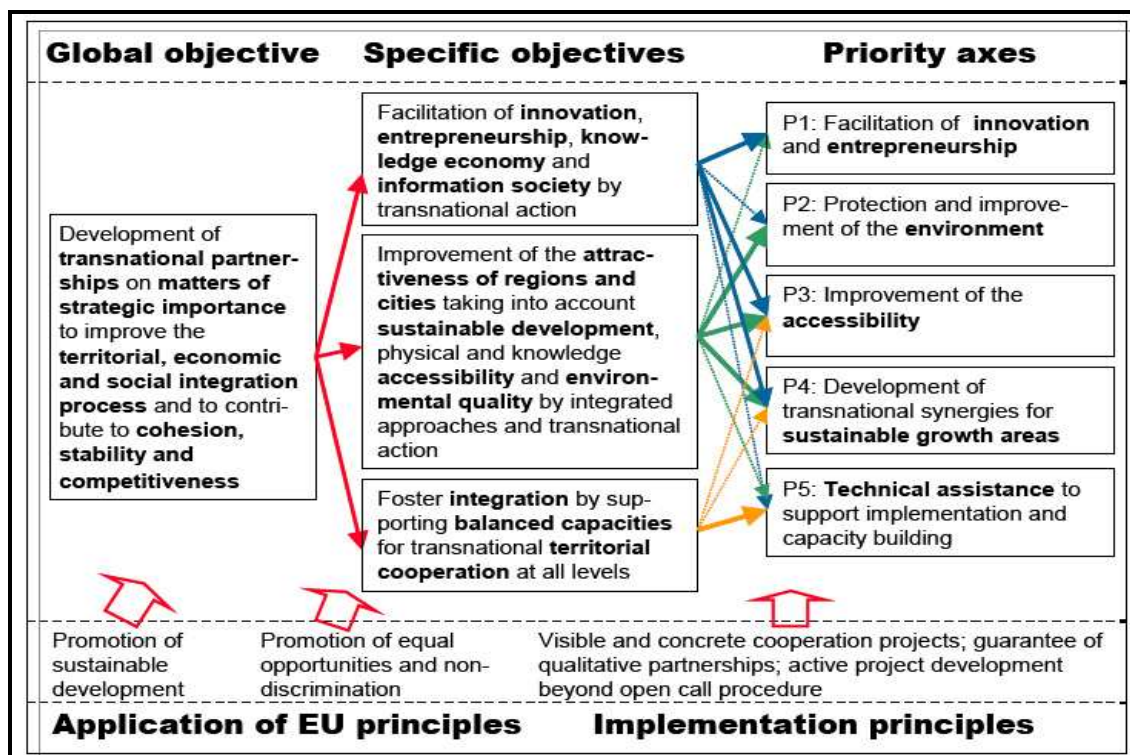 Global objective
Specific objectives
Priority axes
Development of
transnational partner-
ships on matters of
strategic importance
to improve the
territorial, economic
and social integration
process and to contri-
bute to cohesion,
stability and
competitiveness
Facilitation of innovation,
entrepreneurship, know-
ledge economy and
information society by
transnational action
Improvement of the attrac-
tiveness of regions and
cities taking into account
sustainable development,
physical and knowledge
accessibility and environ-
mental quality by integrated
approaches and transnational
action
Foster integration by sup-
porting balanced capacities
for transnational territorial
cooperation at all levels
P1: Facilitation of innovation
and entrepreneurship
P2: Protection and improve-
ment of the environment
P3: Improvement of the
accessibility
P4: Development of
transnational synergies for
sustainable growth areas
P5: Technical assistance to
support implementation and
capacity building
Promotion of
sustainable
development
Promotion of equal
opportunities and non-
discrimination
Visible and concrete cooperation projects; guarantee of
qualitative partnerships; active project development
beyond open call procedure
Application of EU principles
Implementation principles